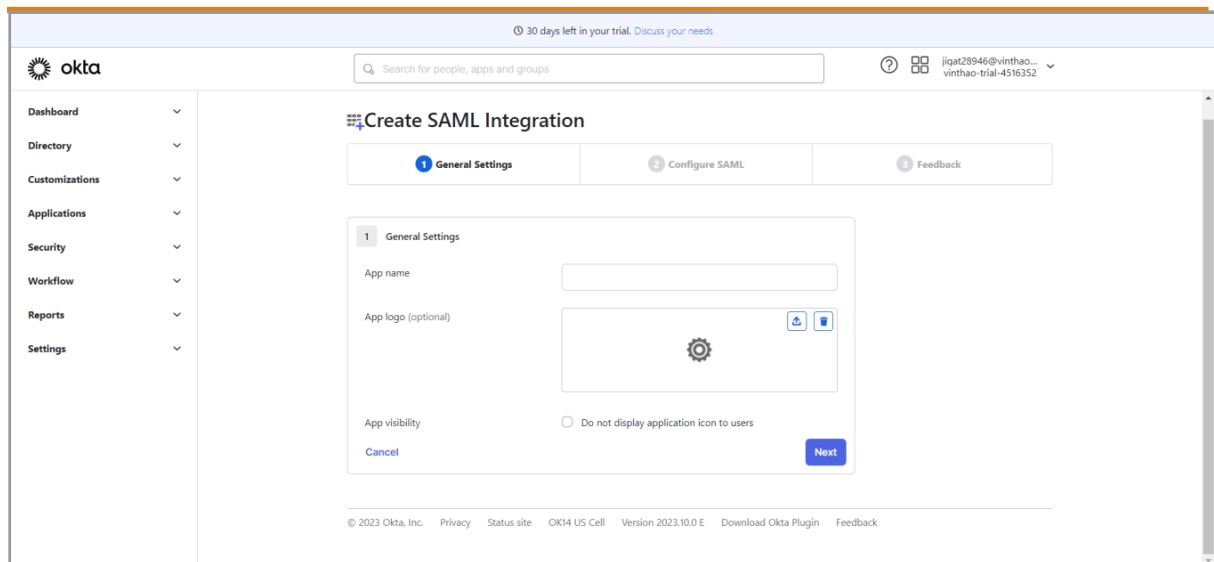 30 days left in your trial. Discuss your needs
okta
Search for people, apps and groups
jiqat28946@vinthao...
vinthao-trial-4516352
Dashboard
Directory
Customizations
Applications
Security
Workflow
Reports
Settings
Create SAML Integration
1 General Settings
2 Configure SAML
3 Feedback
1 General Settings
App name
App logo (optional)
App visibility
Do not display application icon to users
Cancel
Next
© 2023 Okta, Inc. Privacy Status site OK14 US Cell Version 2023.10.0 E Download Okta Plugin Feedback